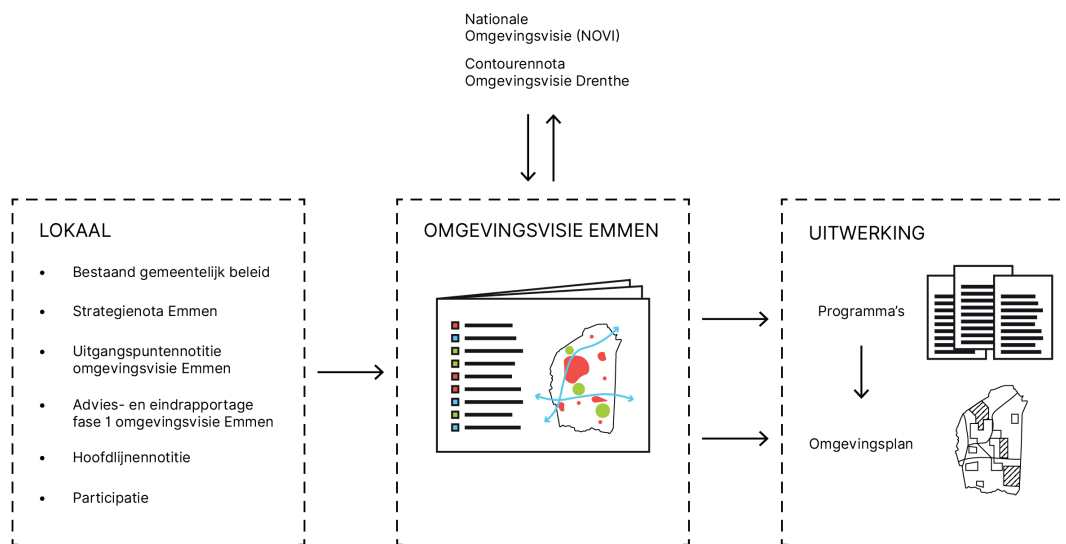 Nationale
Omgevingsvisie (NOVI)
Contourennota
Omgevingsvisie Drenthe
LOKAAL
• Bestaand gemeentelijk beleid
• Strategienota Emmen
• Uitgangspuntennotitie
omgevingsvisie Emmen
• Advies- en eindrapportage
fase 1 omgevingsvisie Emmen
• Hoofdlijnennotitie
• Participatie
OMGEVINGSVISIE EMMEN
UITWERKING
Programma’s
Omgevingsplan